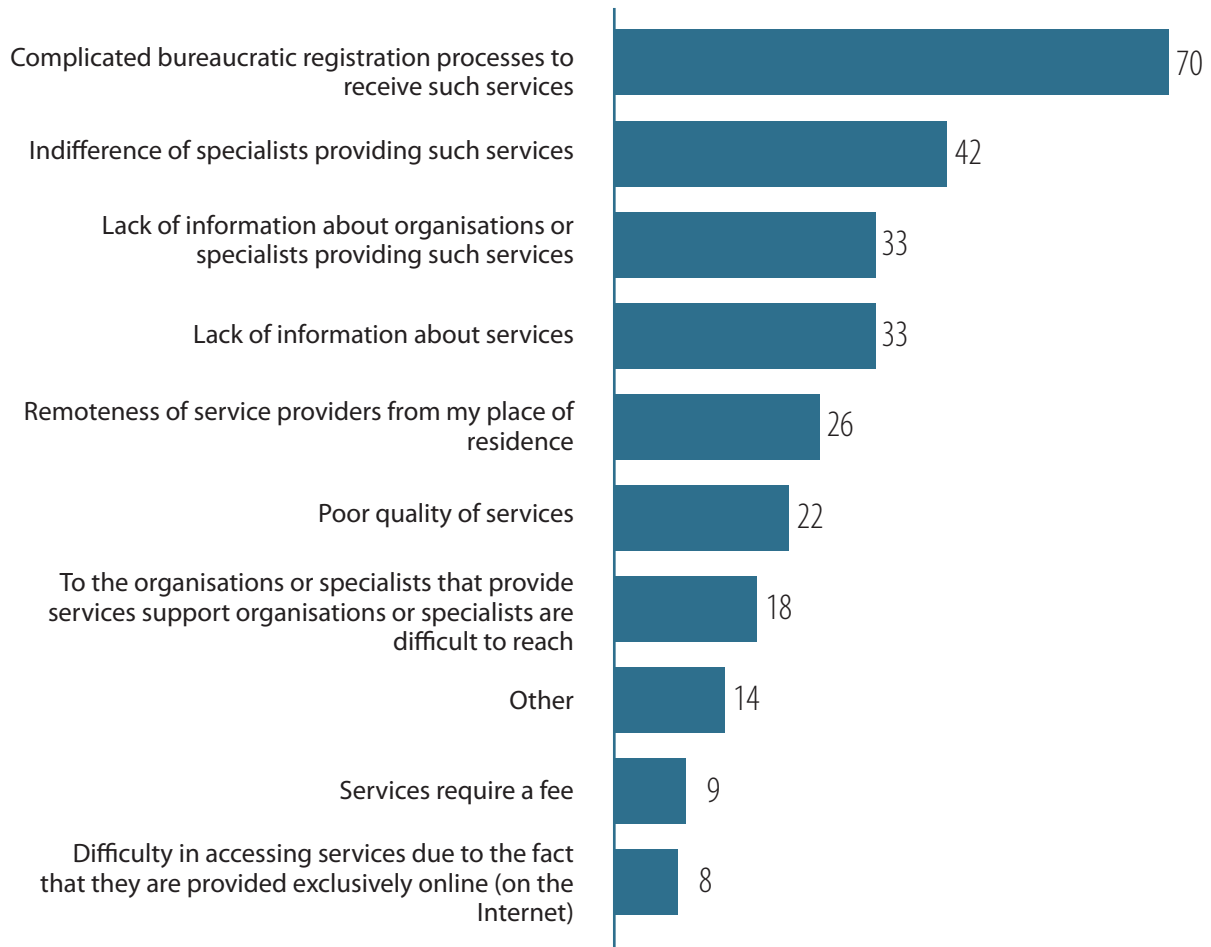 Complicated bureaucratic registration processes to
receive such services
70
Indifference of specialists providing such services
42
Lack of information about organisations or
specialists providing such services
33
Lack of information about services
33
Remoteness of service providers from my place of
residence
26
Poor quality of services
22
To the organisations or specialists that provide
services support organisations or specialists are
difficult to reach
18
Other
14
Services require a fee
9
Difficulty in accessing services due to the fact
that they are provided exclusively online (on the
Internet)
8